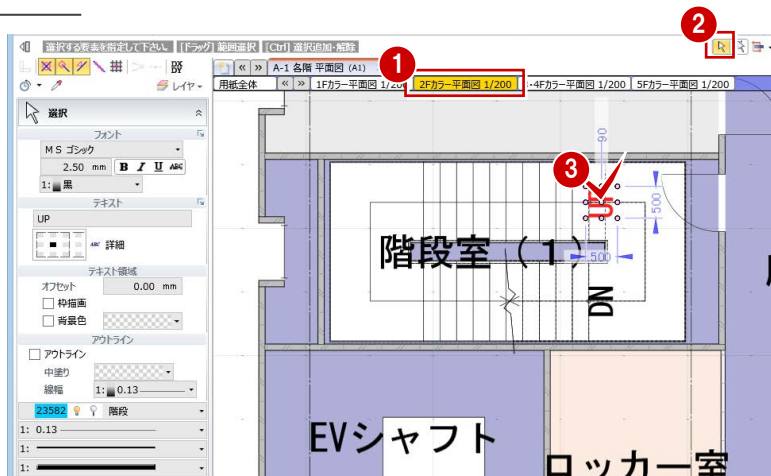 2
選択する要素を指定して下さい。 [ドラッグ] 範囲選択 [Ctrl] 選択追加・解除
« » A-1 各階 平面図 (A1)
1
レイヤ
用紙全体 « » 1Fカラー平面図 1/200 2Fカラー平面図 1/200 ・4Fカラー平面図 1/200 5Fカラー平面図 1/200
選択
フォント
MS ゴシック
2.50 mm B I U ABC
1: 黒
テキスト
UP
ABC 詳細
テキスト領域
オフセット 0.00 mm
枠描画
背景色
アウトライン
アウトライン
中塗り
線幅 1: 0.13
23582 階段
1: 0.13
1:
1:
90
3
UP
500
500
階段室(1)
DN
EVシャフト
ロッカー室